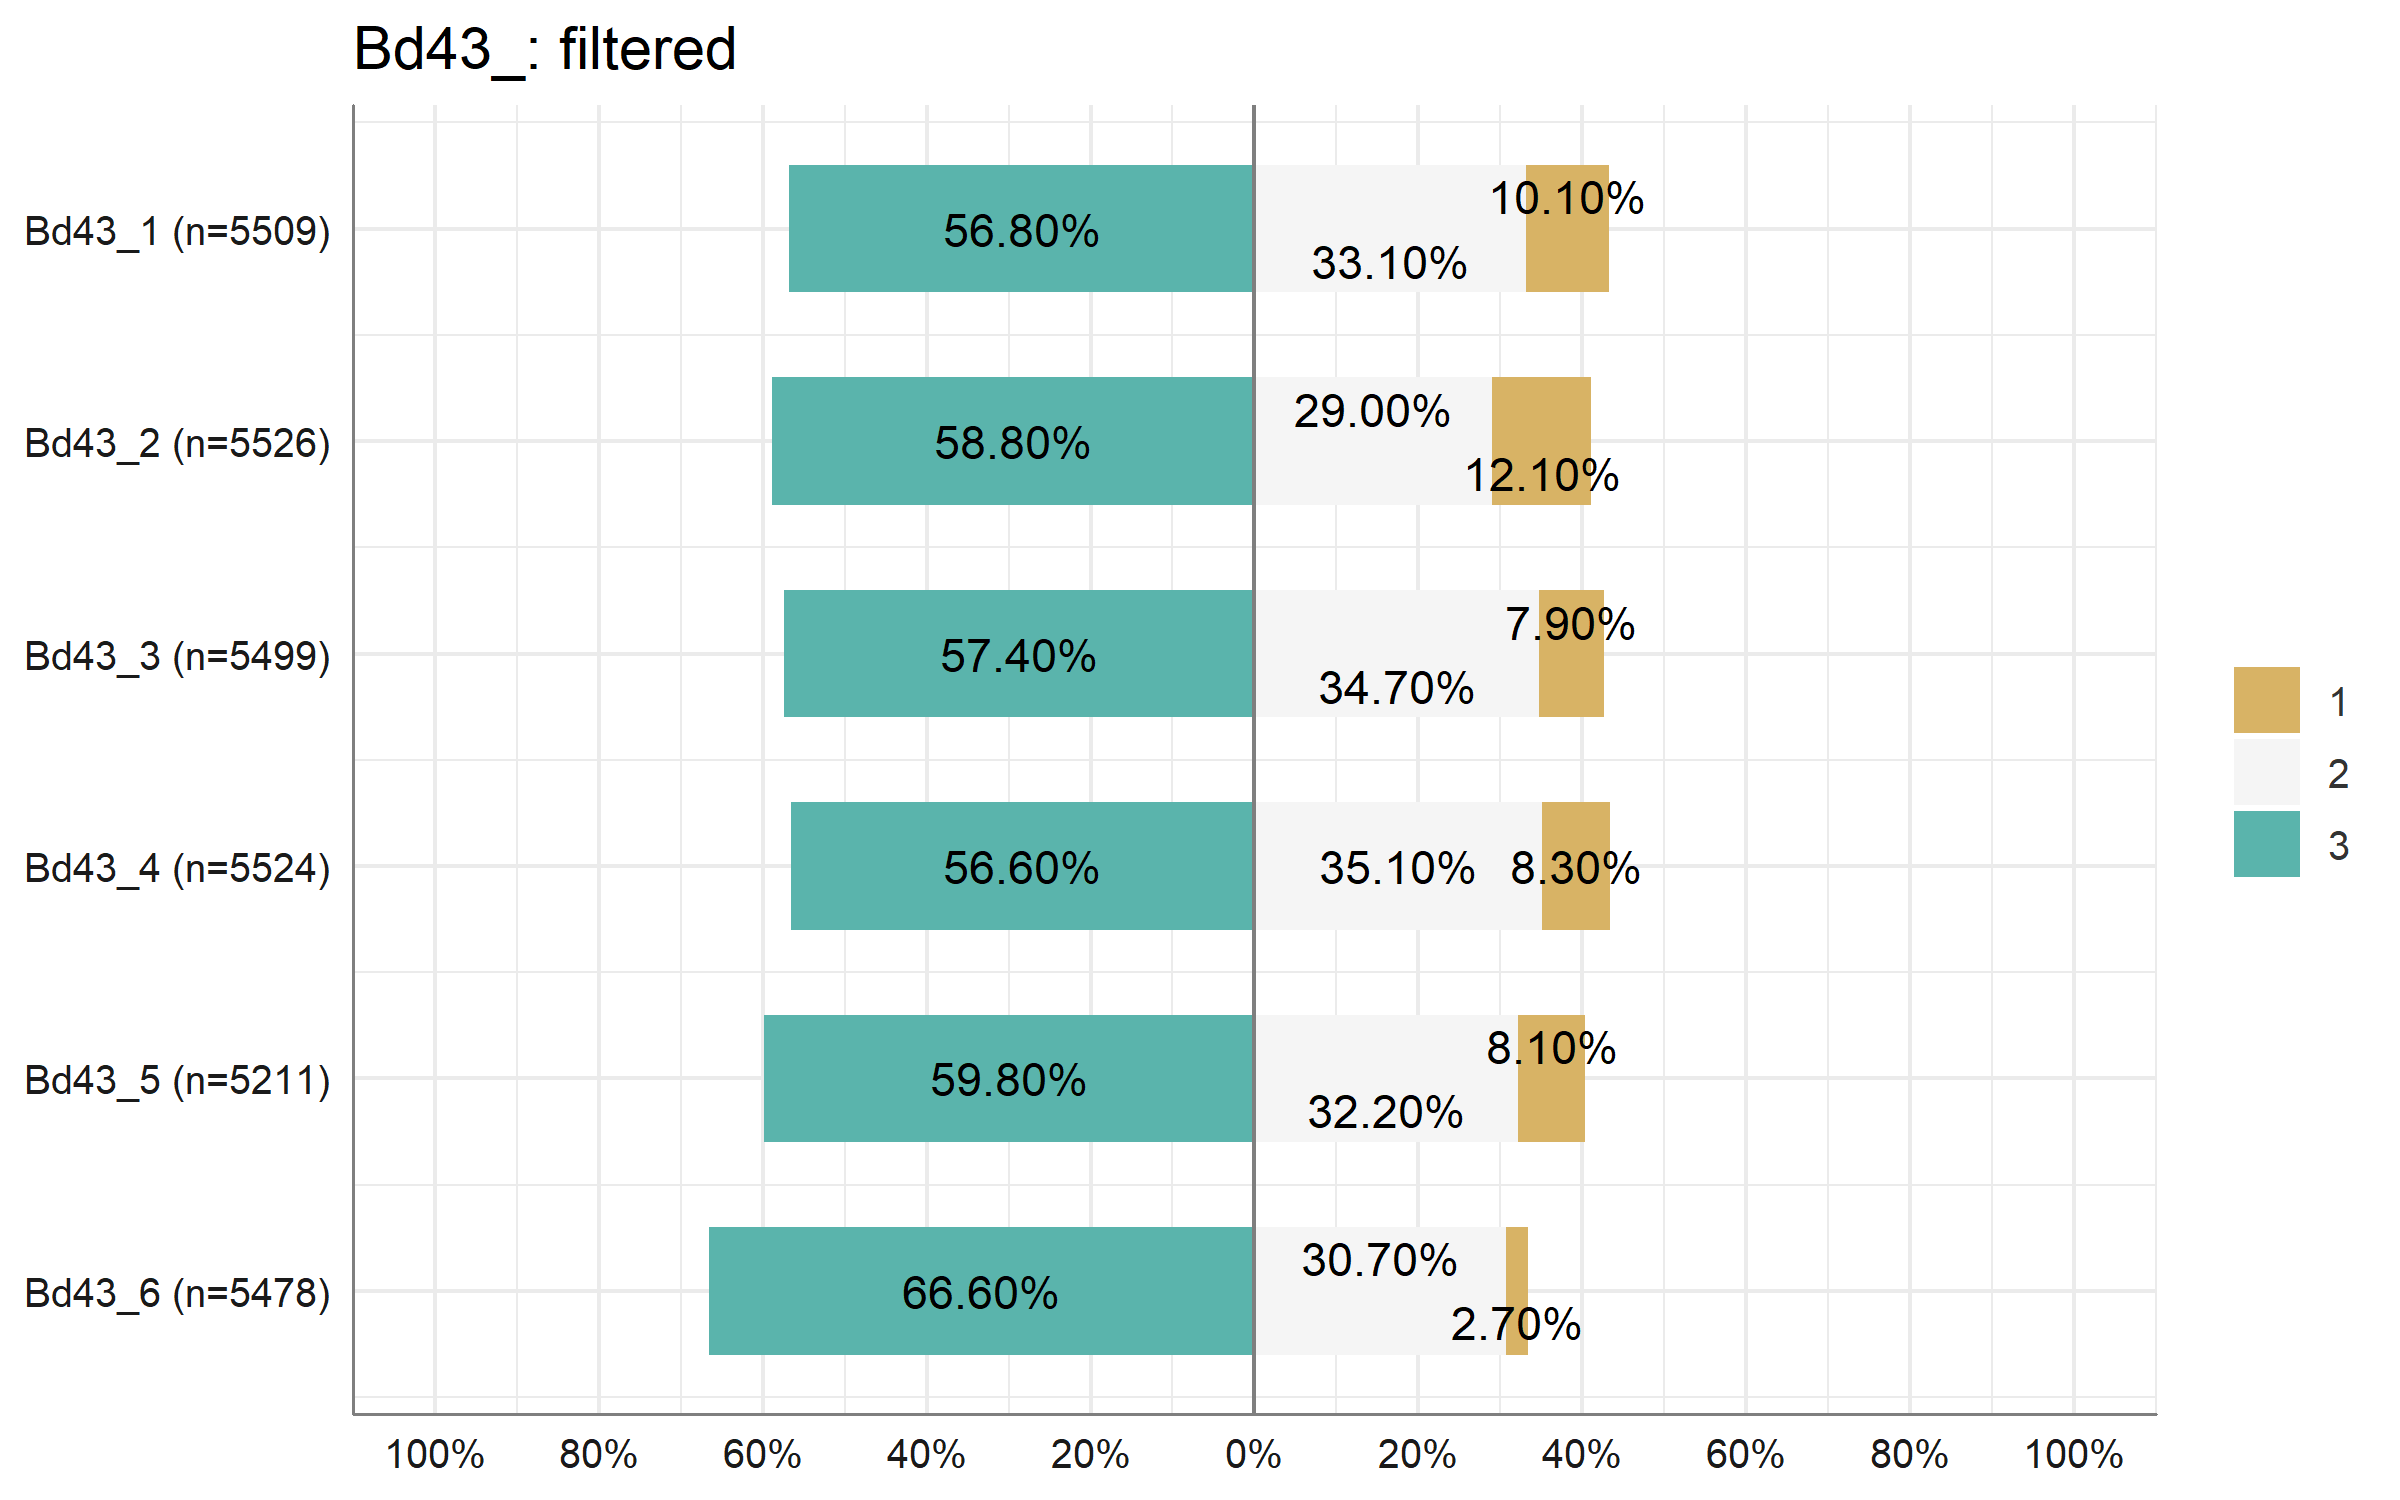 Bd43_: filtered
Bd43_1 (n=5509)
56.80%
33.10%
10.10%
Bd43_2 (n=5526)
58.80%
29.00%
12.10%
Bd43_3 (n=5499)
57.40%
34.70%
7.90%
Bd43_4 (n=5524)
56.60%
35.10%
8.30%
Bd43_5 (n=5211)
59.80%
32.20%
8.10%
Bd43_6 (n=5478)
66.60%
30.70%
2.70%
100% 80% 60% 40% 20% 0% 20% 40% 60% 80% 100%
1
2
3